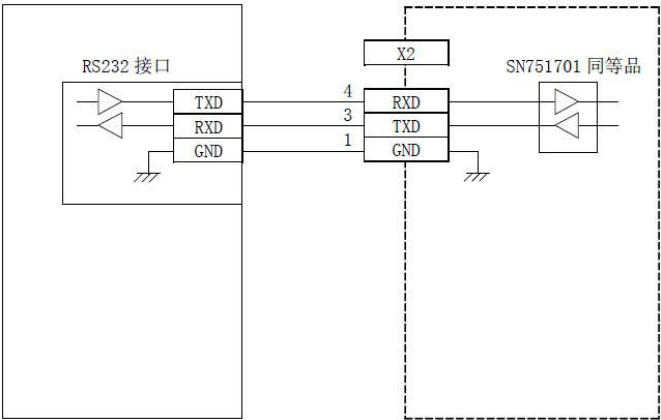 X2
RS232 接口
SN751701 同等品
TXD 4 RXD
RXD 3 TXD
GND 1 GND